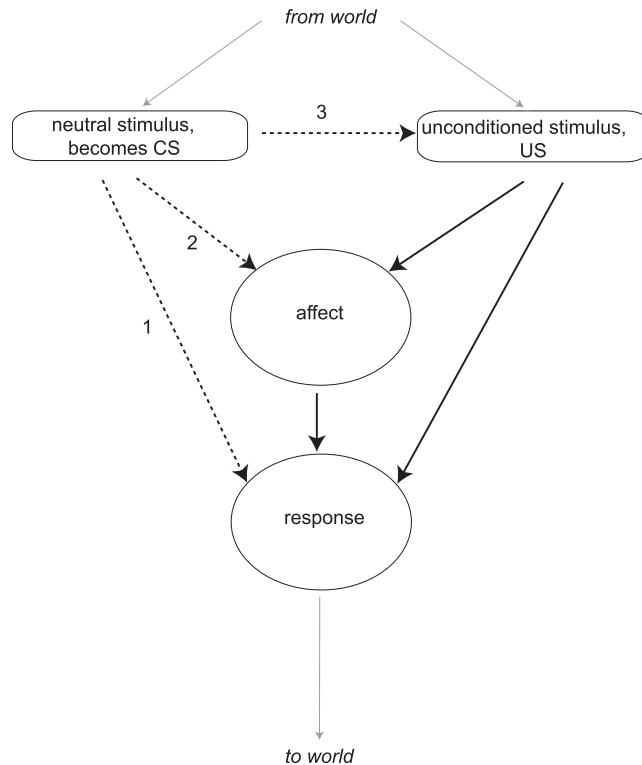 from world
neutral stimulus,
becomes CS
3
unconditioned stimulus,
US
2
affect
1
response
to world